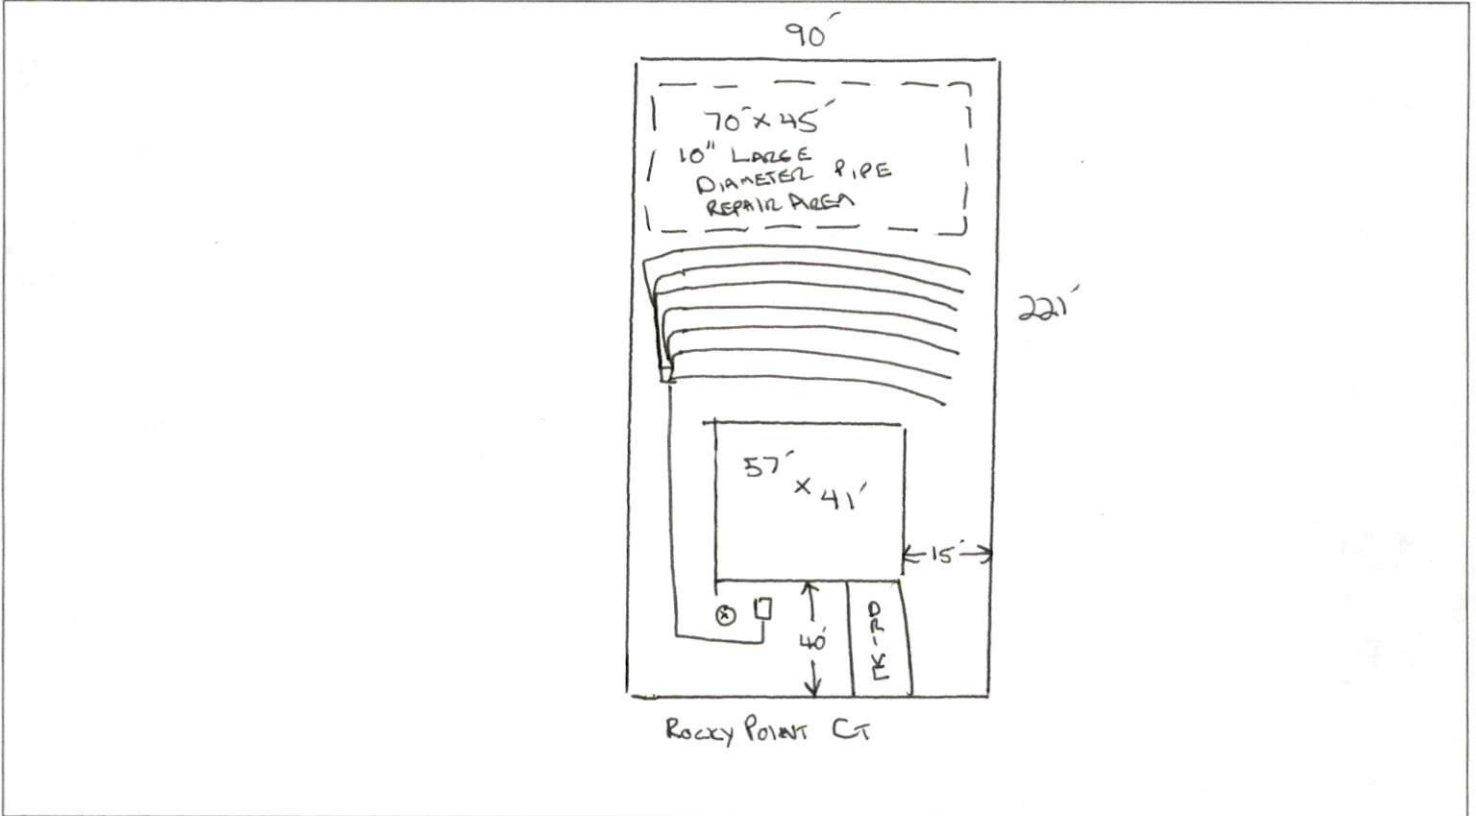 90'
70' x 45'
10" LARGE
DIAMETER PIPE
REPAIR AREA
221'
57'
x 41'
15'
40'
Rocky Point CT